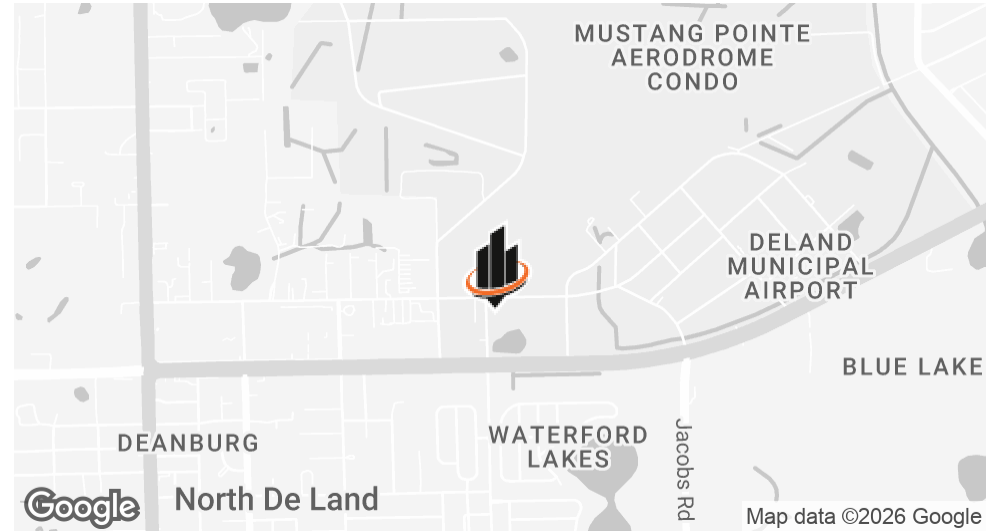 MUSTANG POINTE
AERODROME
CONDO
DELAND
MUNICIPAL
AIRPORT
BLUE LAKE
DEANBURG
WATERFORD
LAKES
Jacobs Rd
North De Land
Google
Map data ©2026 Google